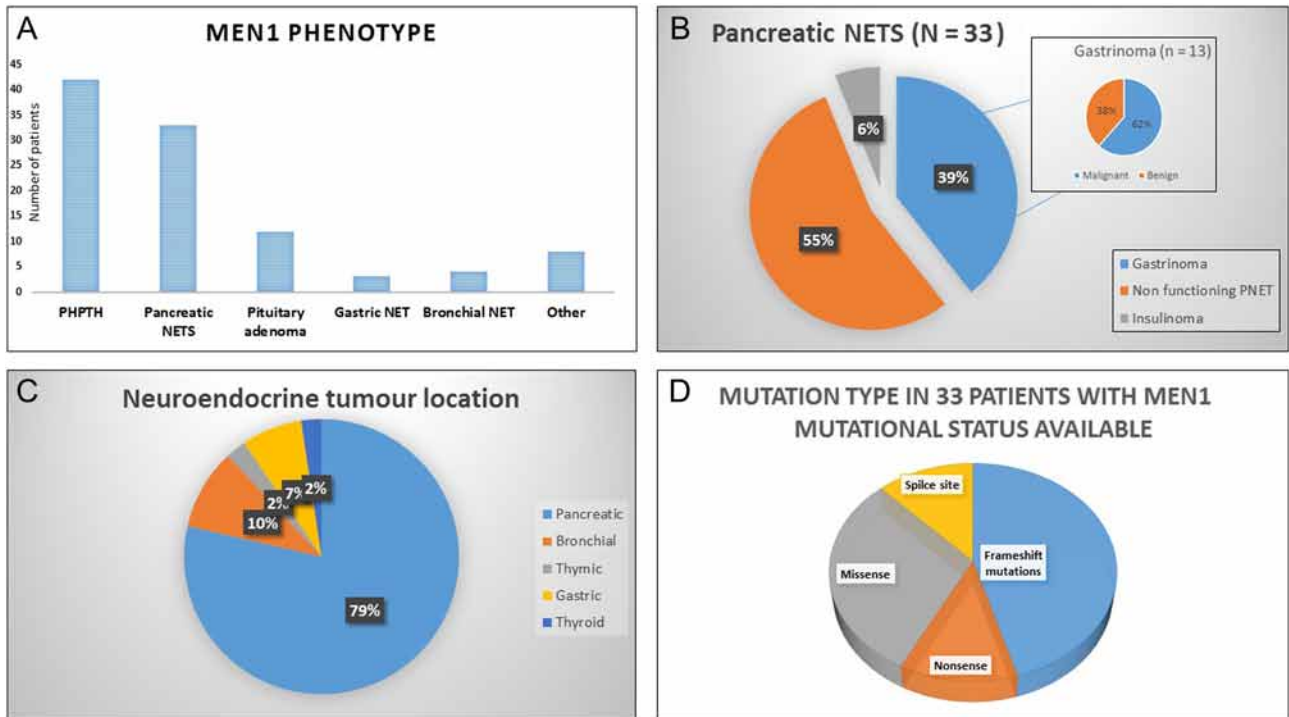 A
MEN1 PHENOTYPE
Number of patients
45
40
35
30
25
20
15
10
5
0
PHPTH
Pancreatic
NETS
Pituitary
adenoma
Gastric NET
Bronchial NET
Other
B
Pancreatic NETS (N = 33)
6%
39%
55%
Gastrinoma (n = 13)
38%
62%
Malignant
Benign
Gastrinoma
Non functioning PNET
Insulinoma
C
Neuroendocrine tumour location
2%
7%
2%
10%
79%
Pancreatic
Bronchial
Thymic
Gastric
Thyroid
D
MUTATION TYPE IN 33 PATIENTS WITH MEN1
MUTATIONAL STATUS AVAILABLE
Spilce site
Frameshift
mutations
Missense
Nonsense